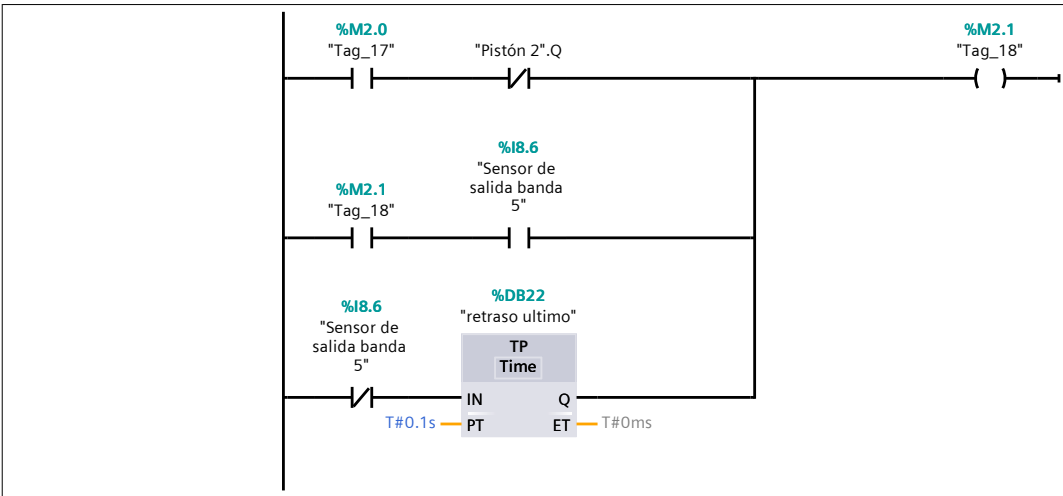 %M2.0
"Tag_17"
"Pistón 2".Q
%M2.1
"Tag_18"
%I8.6
"Sensor de
salida banda
5"
%M2.1
"Tag_18"
%I8.6
"Sensor de
salida banda
5"
%DB22
"retraso ultimo"
TP
Time
IN
Q
T#0.1s
PT
ET
T#0ms